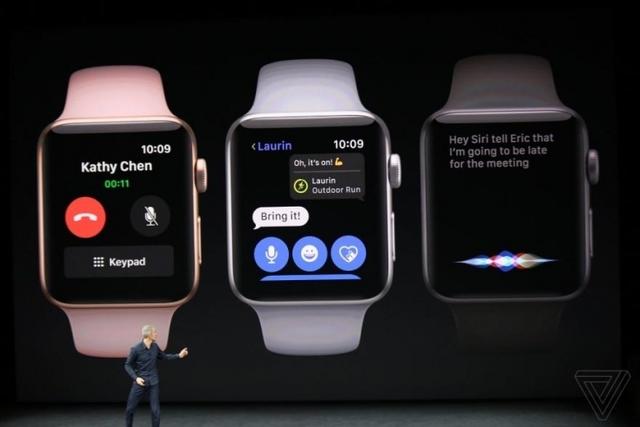 10:09
Kathy Chen
00:11
Keypad
Laurin
10:09
Oh, it's on! 💪
Laurin
Outdoor Run
Bring it!
Hey Siri tell Eric that
I'm going to be late
for the meeting